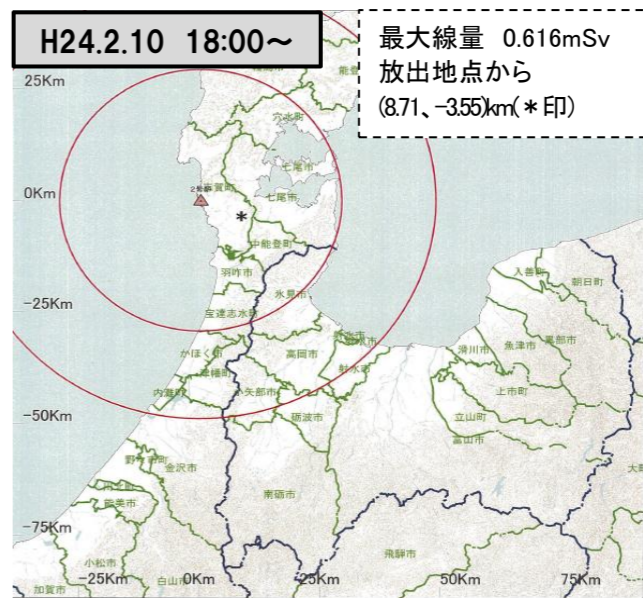 H24.2.10 18:00～
最大線量 0.616mSv
放出地点から
(8.71、-3.55)km(*印)
25Km
穴水町
七尾市
0Km
七尾市
*
中能登町
羽咋市
入善町
朝日町
-25Km
氷見市
宝達志水町
かほく市
高岡市
射水市
滑川市
魚津市
黒部市
津幡町
内灘町
小矢部市
上市町
-50Km
砺波市
立山町
富山市
金沢市
能美市
南砺市
-75Km
飛騨市
小松市
-25Km
0Km
25Km
50Km
75Km
白山市
加賀市